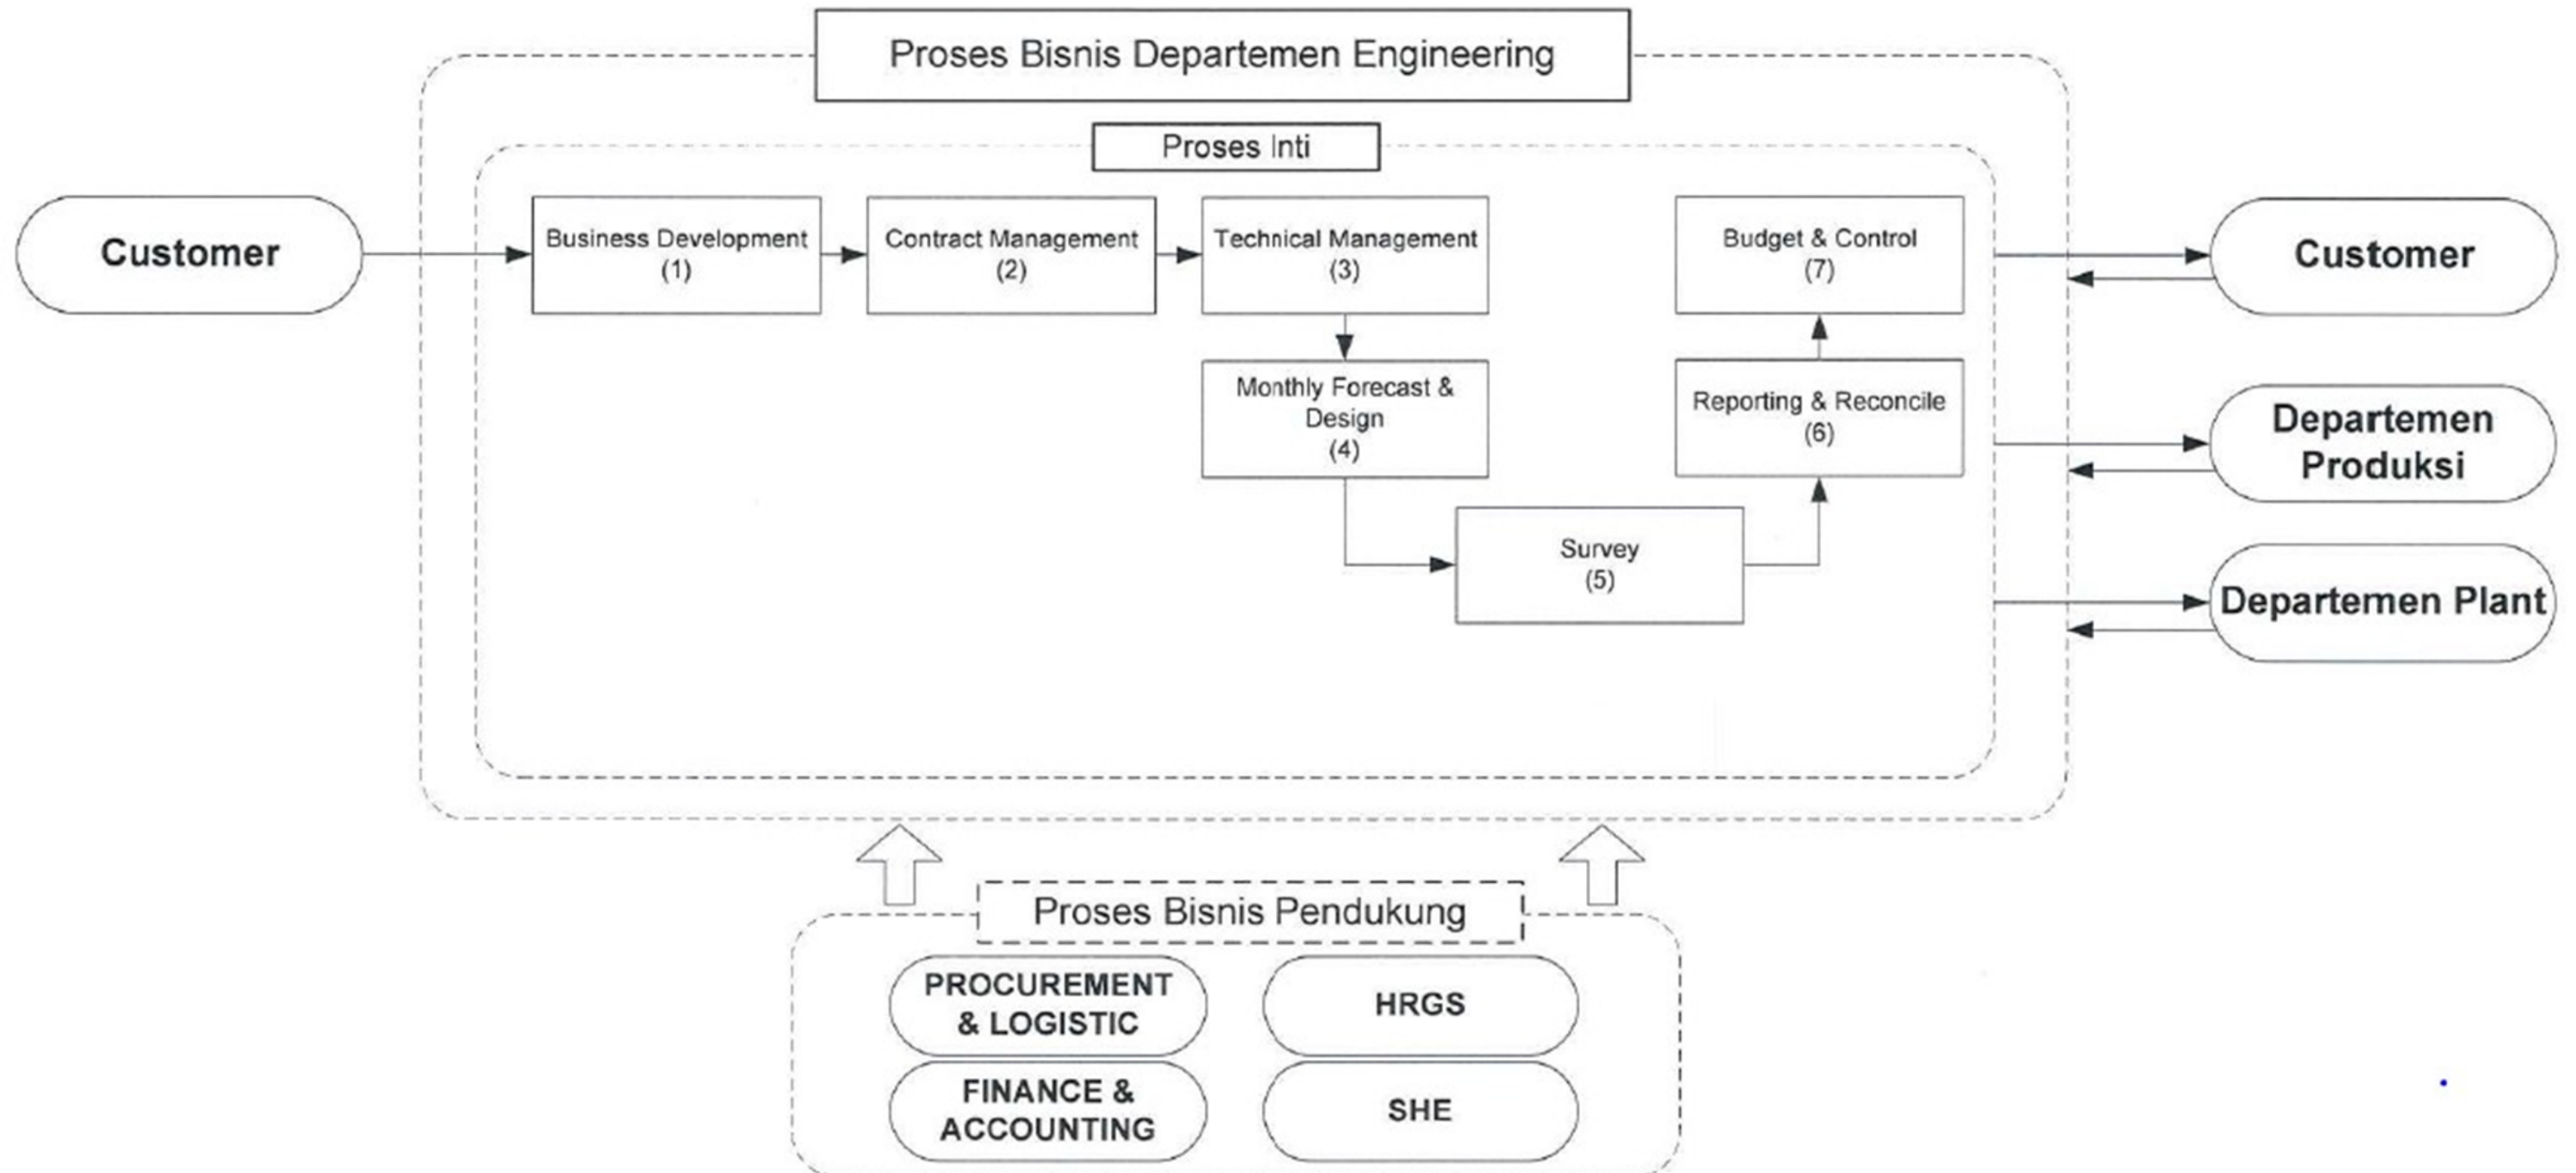 Proses Bisnis Departemen Engineering
Proses Inti
Customer
Business Development
(1)
Contract Management
(2)
Technical Management
(3)
Budget & Control
(7)
Customer
Monthly Forecast &
Design
(4)
Reporting & Reconcile
(6)
Departemen
Produksi
Survey
(5)
Departemen Plant
Proses Bisnis Pendukung
PROCUREMENT
& LOGISTIC
HRGS
FINANCE &
ACCOUNTING
SHE